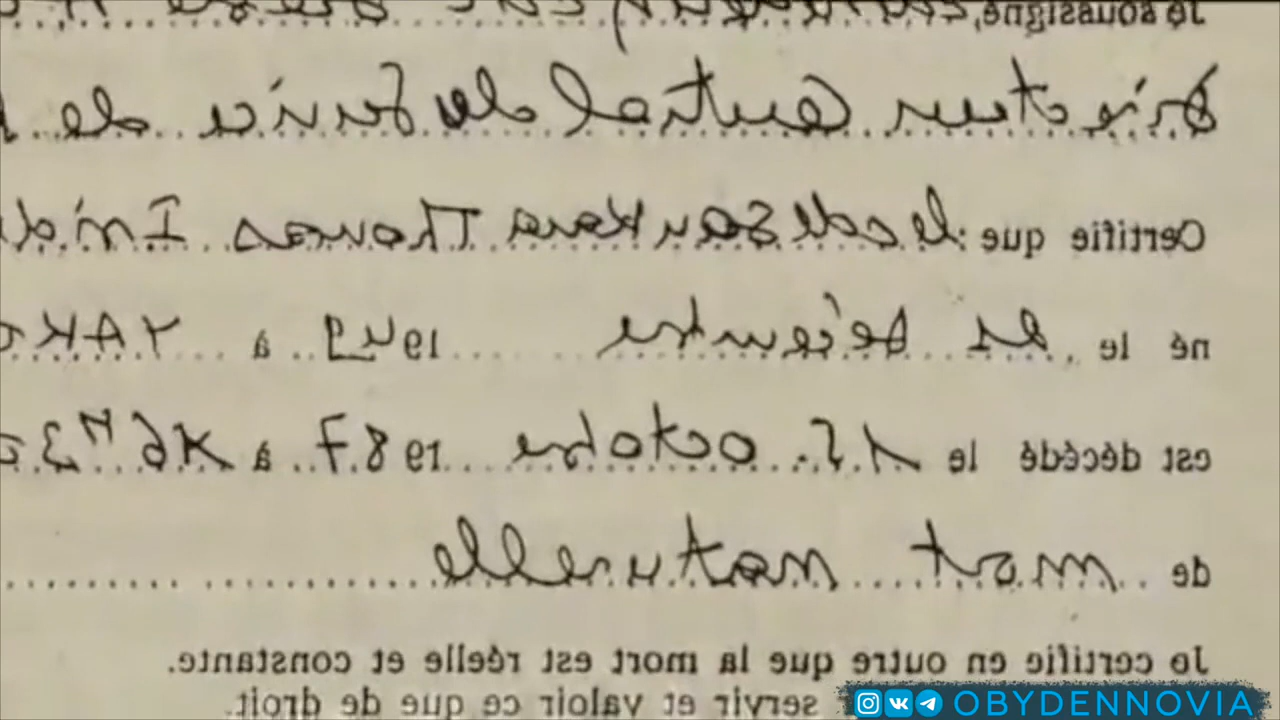 Je soussigné,
Directeur Central du Service de
Certifie que : le cdt Sankara Thomas Isido
né le 21 Décembre 1949 à YAKO
est décédé le 15 octobre 1987 à 16H3
de mort naturelle
Je certifie en outre que la mort est réelle et constante.
servir et valoir ce que de droit.
OBYDENNOVIA